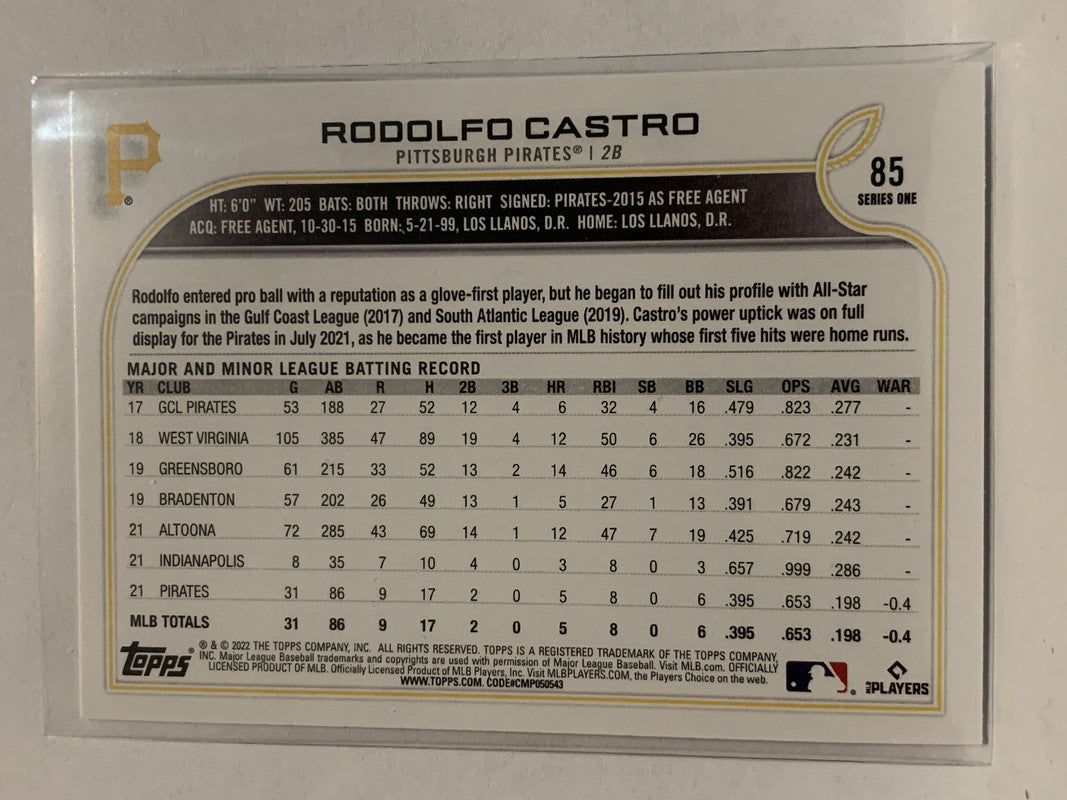 P®
RODOLFO CASTRO
PITTSBURGH PIRATES® | 2B
85
SERIES ONE
HT: 6'0" WT: 205 BATS: BOTH THROWS: RIGHT SIGNED: PIRATES-2015 AS FREE AGENT
ACQ: FREE AGENT, 10-30-15 BORN: 5-21-99, LOS LLANOS, D.R. HOME: LOS LLANOS, D.R.
Rodolfo entered pro ball with a reputation as a glove-first player, but he began to fill out his profile with All-Star
campaigns in the Gulf Coast League (2017) and South Atlantic League (2019). Castro's power uptick was on full
display for the Pirates in July 2021, as he became the first player in MLB history whose first five hits were home runs.
MAJOR AND MINOR LEAGUE BATTING RECORD
YR CLUB G AB R H 2B 3B HR RBI SB BB SLG OPS AVG WAR
17 GCL PIRATES 53 188 27 52 12 4 6 32 4 16 .479 .823 .277 -
18 WEST VIRGINIA 105 385 47 89 19 4 12 50 6 26 .395 .672 .231 -
19 GREENSBORO 61 215 33 52 13 2 14 46 6 18 .516 .822 .242 -
19 BRADENTON 57 202 26 49 13 1 5 27 1 13 .391 .679 .243 -
21 ALTOONA 72 285 43 69 14 1 12 47 7 19 .425 .719 .242 -
21 INDIANAPOLIS 8 35 7 10 4 0 3 8 0 3 .657 .999 .286 -
21 PIRATES 31 86 9 17 2 0 5 8 0 6 .395 .653 .198 -0.4
MLB TOTALS 31 86 9 17 2 0 5 8 0 6 .395 .653 .198 -0.4
topps®
® & © 2022 THE TOPPS COMPANY, INC. ALL RIGHTS RESERVED. TOPPS IS A REGISTERED TRADEMARK OF THE TOPPS COMPANY,
INC. Major League Baseball trademarks and copyrights are used with permission of Major League Baseball. Visit MLB.com. OFFICIALLY
LICENSED PRODUCT OF MLB. Officially Licensed Product of MLB Players, Inc. Visit MLBPLAYERS.COM, the Players Choice on the web.
WWW.TOPPS.COM. CODE#CMP050543
MLB PLAYERS